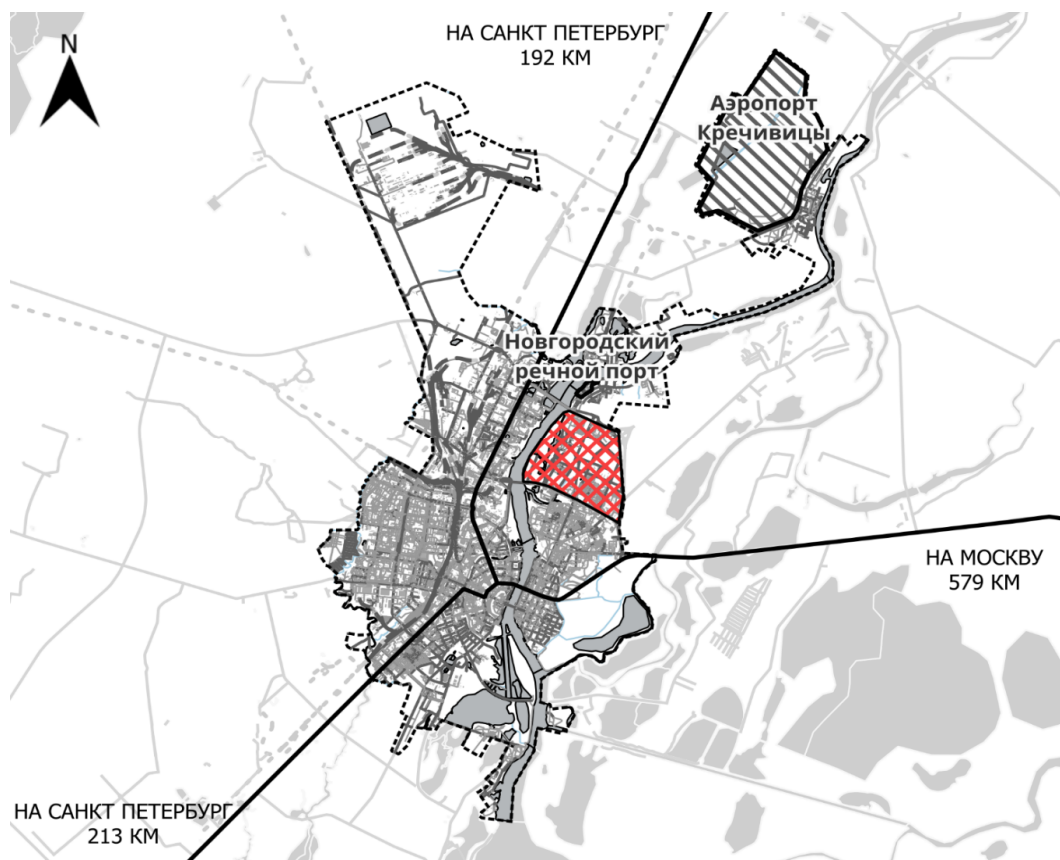 N
НА САНКТ ПЕТЕРБУРГ
192 КМ
Аэропорт
Кречивицы
Новгородский
речной порт
НА МОСКВУ
579 КМ
НА САНКТ ПЕТЕРБУРГ
213 КМ